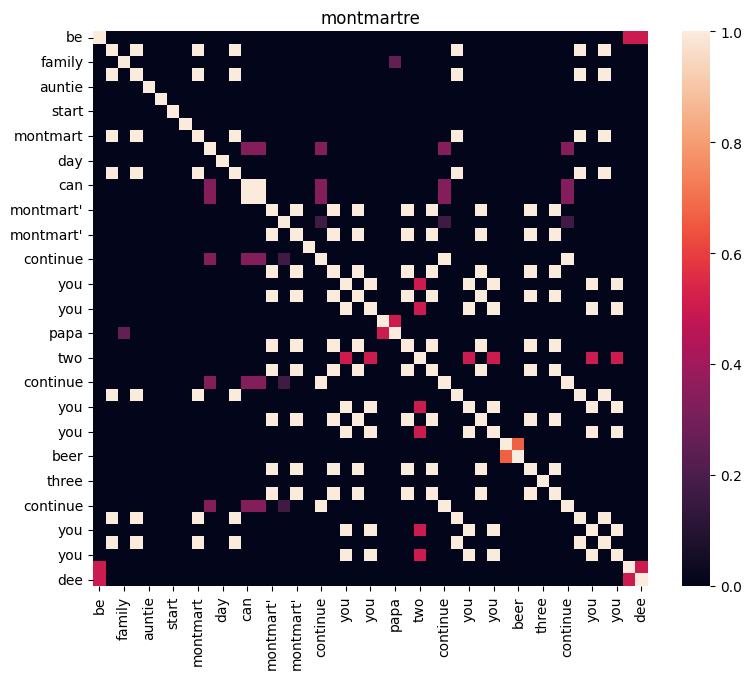 montmartre
be
family
auntie
start
montmart
day
can
montmart'
montmart'
continue
you
you
papa
two
continue
you
you
beer
three
continue
you
you
dee
1.0
0.8
0.6
0.4
0.2
0.0
be
family
auntie
start
montmart
day
can
montmart'
montmart'
continue
you
you
papa
two
continue
you
you
beer
three
continue
you
you
dee